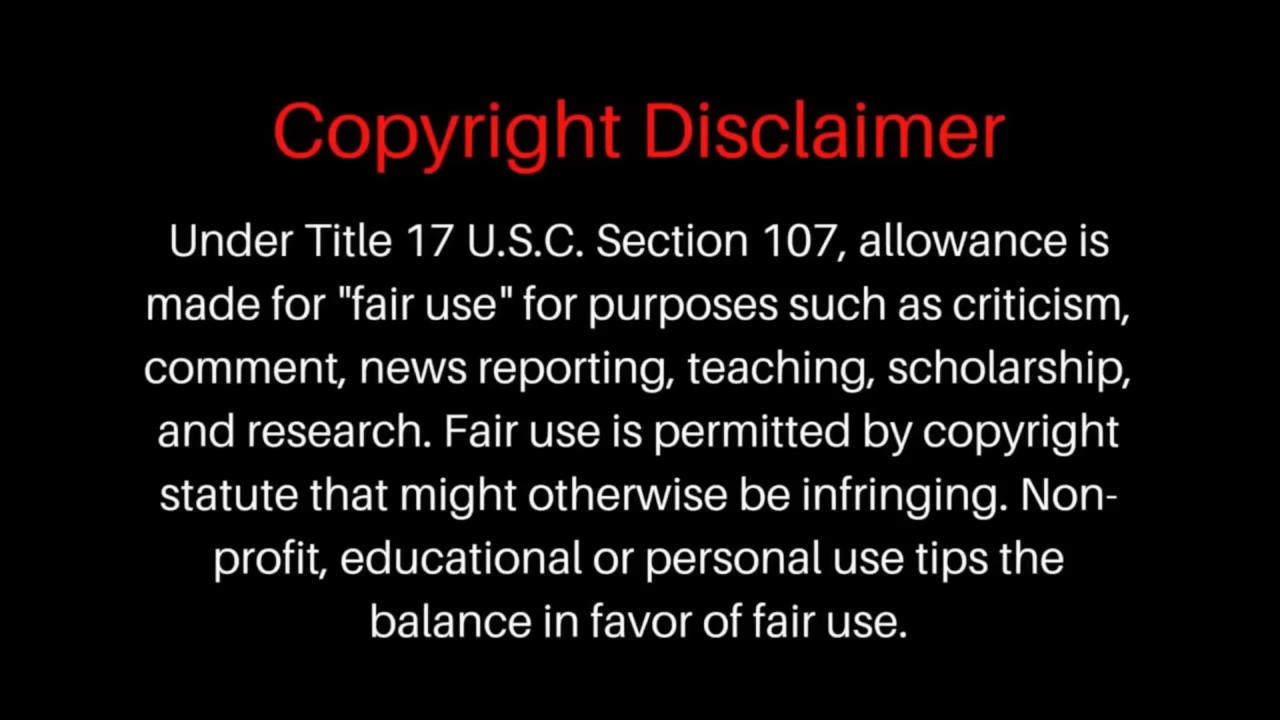 Copyright Disclaimer
Under Title 17 U.S.C. Section 107, allowance is
made for "fair use" for purposes such as criticism,
comment, news reporting, teaching, scholarship,
and research. Fair use is permitted by copyright
statute that might otherwise be infringing. Non-
profit, educational or personal use tips the
balance in favor of fair use.